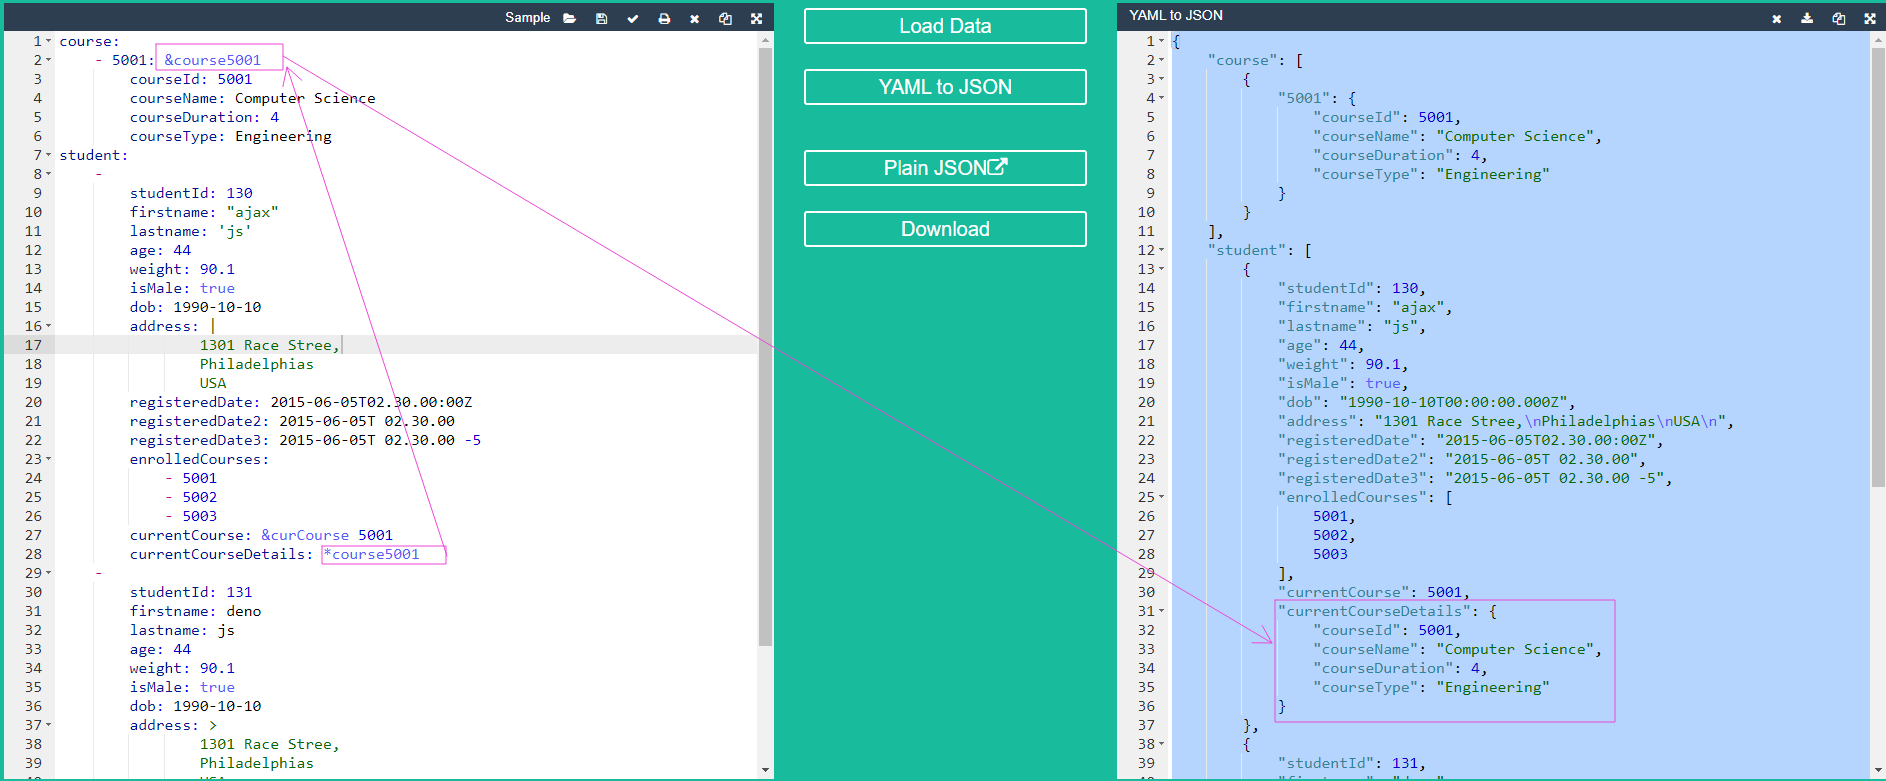 Sample
1 course:
2 - 5001: &course5001
3 courseId: 5001
4 courseName: Computer Science
5 courseDuration: 4
6 courseType: Engineering
7 student:
8 -
9 studentId: 130
10 firstname: "ajax"
11 lastname: 'js'
12 age: 44
13 weight: 90.1
14 isMale: true
15 dob: 1990-10-10
16 address: |
17 1301 Race Stree,
18 Philadelphias
19 USA
20 registeredDate: 2015-06-05T02.30.00:00Z
21 registeredDate2: 2015-06-05T 02.30.00
22 registeredDate3: 2015-06-05T 02.30.00 -5
23 enrolledCourses:
24 - 5001
25 - 5002
26 - 5003
27 currentCourse: &curCourse 5001
28 currentCourseDetails: *course5001
29 -
30 studentId: 131
31 firstname: deno
32 lastname: js
33 age: 44
34 weight: 90.1
35 isMale: true
36 dob: 1990-10-10
37 address: >
38 1301 Race Stree,
39 Philadelphias
Load Data
YAML to JSON
Plain JSON
Download
YAML to JSON
1 {
2 "course": [
3 {
4 "5001": {
5 "courseId": 5001,
6 "courseName": "Computer Science",
7 "courseDuration": 4,
8 "courseType": "Engineering"
9 }
10 }
11 ],
12 "student": [
13 {
14 "studentId": 130,
15 "firstname": "ajax",
16 "lastname": "js",
17 "age": 44,
18 "weight": 90.1,
19 "isMale": true,
20 "dob": "1990-10-10T00:00:00.000Z",
21 "address": "1301 Race Stree,\nPhiladelphias\nUSA\n",
22 "registeredDate": "2015-06-05T02.30.00:00Z",
23 "registeredDate2": "2015-06-05T 02.30.00",
24 "registeredDate3": "2015-06-05T 02.30.00 -5",
25 "enrolledCourses": [
26 5001,
27 5002,
28 5003
29 ],
30 "currentCourse": 5001,
31 "currentCourseDetails": {
32 "courseId": 5001,
33 "courseName": "Computer Science",
34 "courseDuration": 4,
35 "courseType": "Engineering"
36 }
37 },
38 {
39 "studentId": 131,